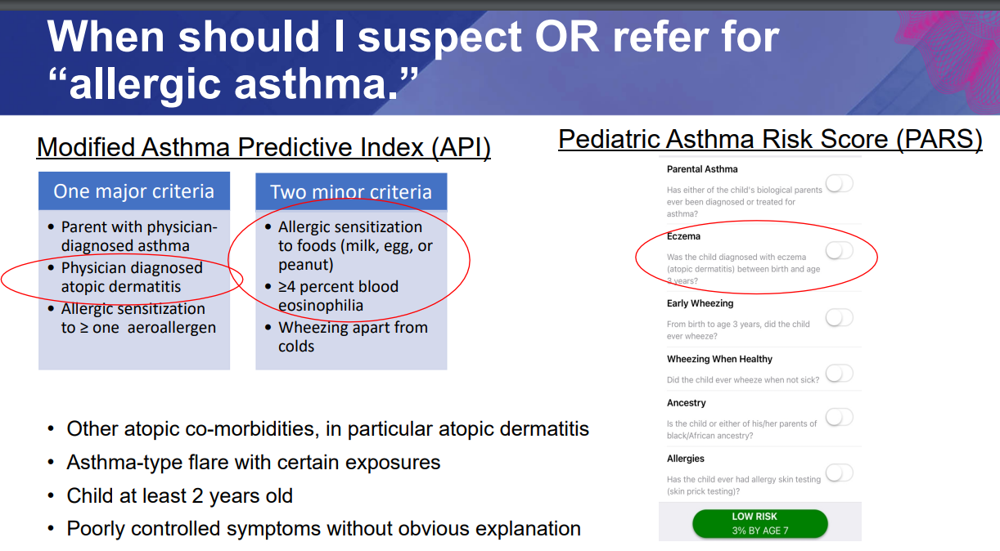 When should I suspect OR refer for
“allergic asthma.”
Modified Asthma Predictive Index (API)
One major criteria
• Parent with physician-
diagnosed asthma
• Physician diagnosed
atopic dermatitis
• Allergic sensitization
to ≥ one aeroallergen
Two minor criteria
• Allergic sensitization
to foods (milk, egg, or
peanut)
• ≥4 percent blood
eosinophilia
• Wheezing apart from
colds
• Other atopic co-morbidities, in particular atopic dermatitis
• Asthma-type flare with certain exposures
• Child at least 2 years old
• Poorly controlled symptoms without obvious explanation
Pediatric Asthma Risk Score (PARS)
Parental Asthma
Has either of the child's biological parents
ever been diagnosed or treated for
asthma?
Eczema
Was the child diagnosed with eczema
(atopic dermatitis) between birth and age
3 years?
Early Wheezing
From birth to age 3 years, did the child
ever wheeze?
Wheezing When Healthy
Did the child ever wheeze when not sick?
Ancestry
Is the child or either of his/her parents of
black/African ancestry?
Allergies
Has the child ever had allergy skin testing
(skin prick testing)?
LOW RISK
3% BY AGE 7